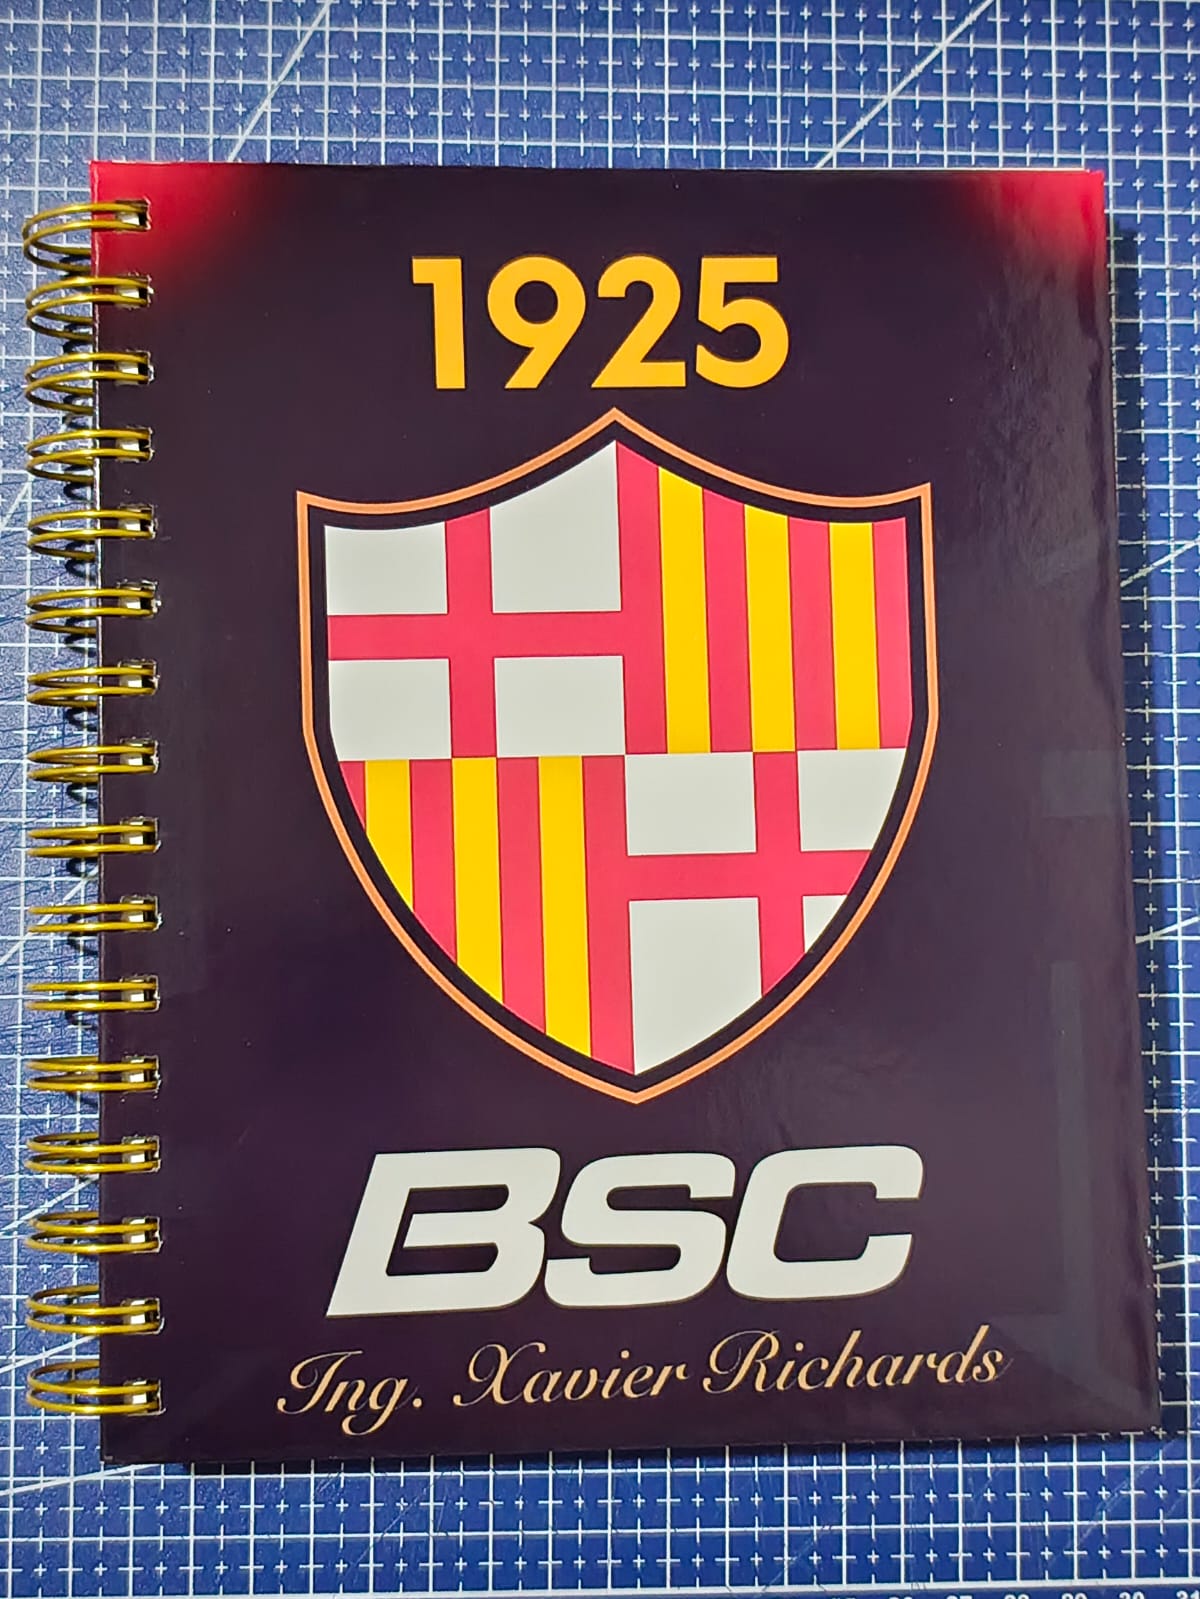 1925
BSC
Ing. Xavier Richards